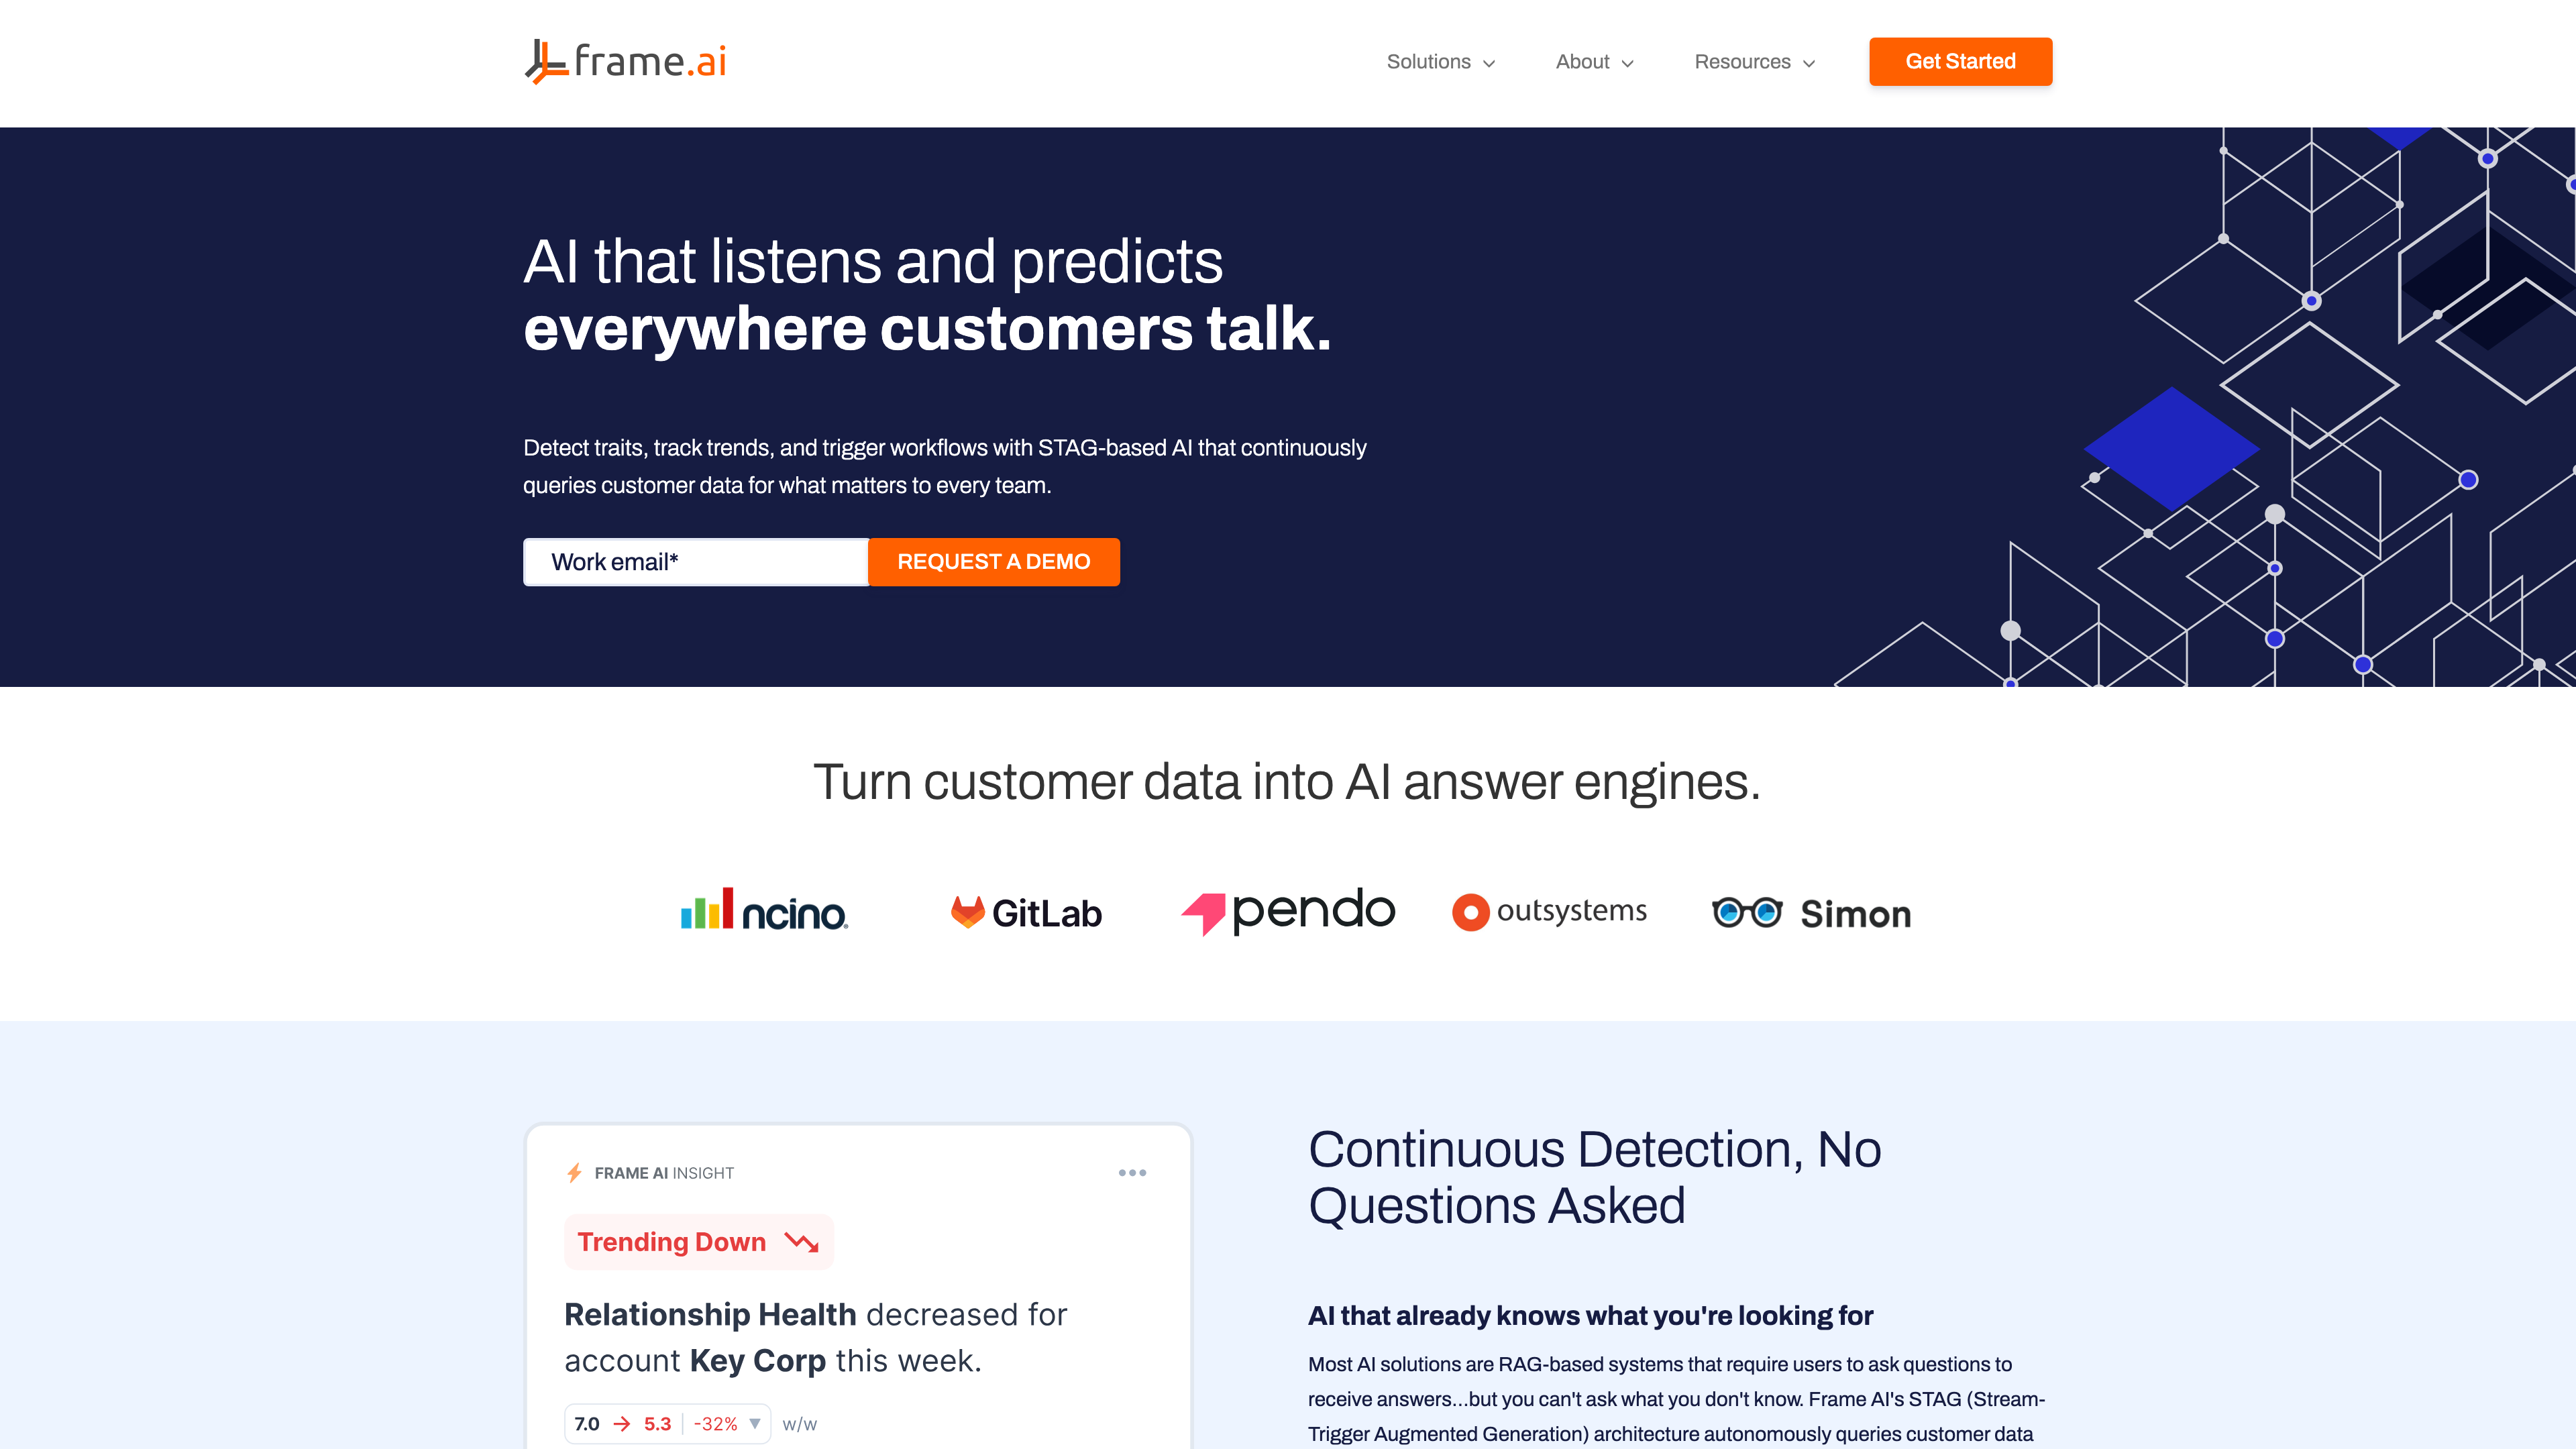 frame.ai
Solutions
About
Resources
Get Started
AI that listens and predicts
everywhere customers talk.
Detect traits, track trends, and trigger workflows with STAG-based AI that continuously
queries customer data for what matters to every team.
Work email*
REQUEST A DEMO
Turn customer data into AI answer engines.
ncino
GitLab
pendo
outsystems
Simon
FRAME AI INSIGHT
Trending Down
Relationship Health decreased for
account Key Corp this week.
7.0 → 5.3 | -32% ▼ w/w
Continuous Detection, No
Questions Asked
AI that already knows what you're looking for
Most AI solutions are RAG-based systems that require users to ask questions to
receive answers...but you can't ask what you don't know. Frame AI's STAG (Stream-
Trigger Augmented Generation) architecture autonomously queries customer data